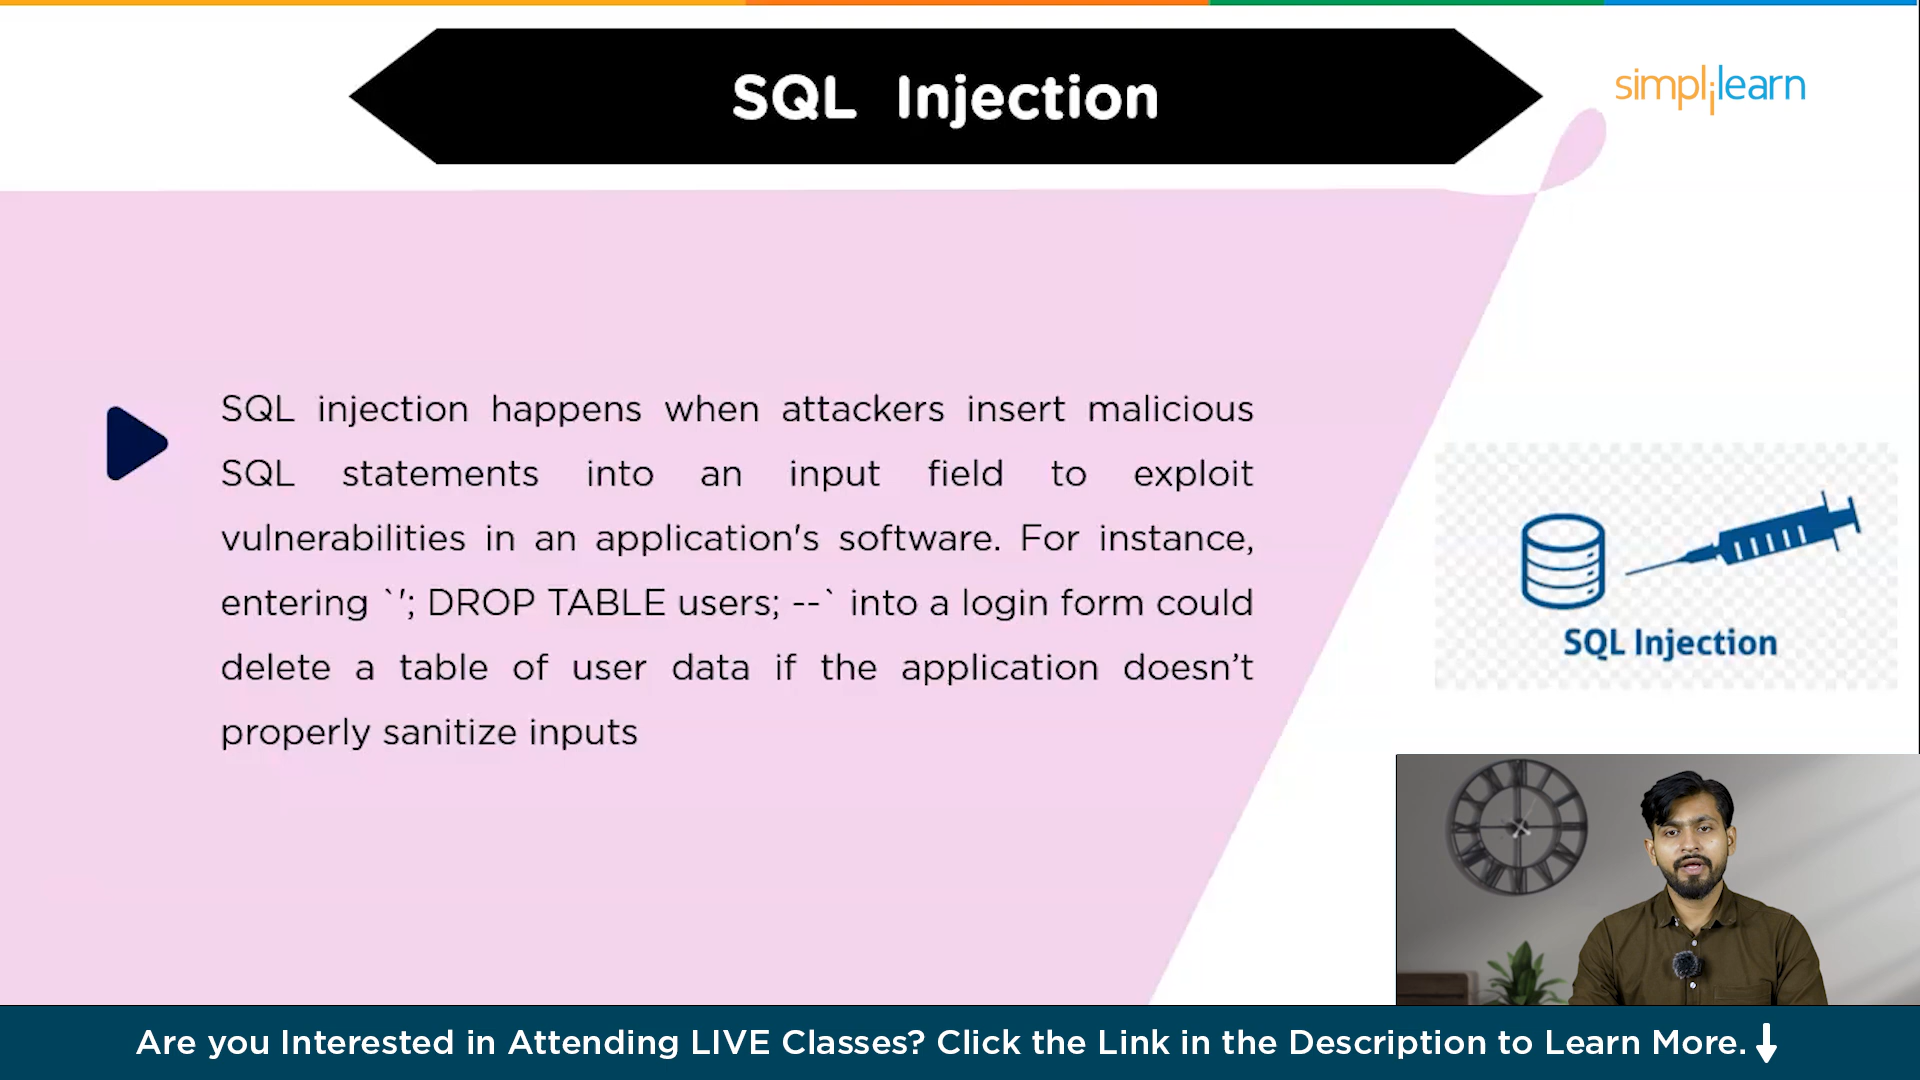 SQL Injection
simplilearn
SQL injection happens when attackers insert malicious
SQL statements into an input field to exploit
vulnerabilities in an application's software. For instance,
entering `'; DROP TABLE users; --` into a login form could
delete a table of user data if the application doesn’t
properly sanitize inputs
SQL Injection
Are you Interested in Attending LIVE Classes? Click the Link in the Description to Learn More.